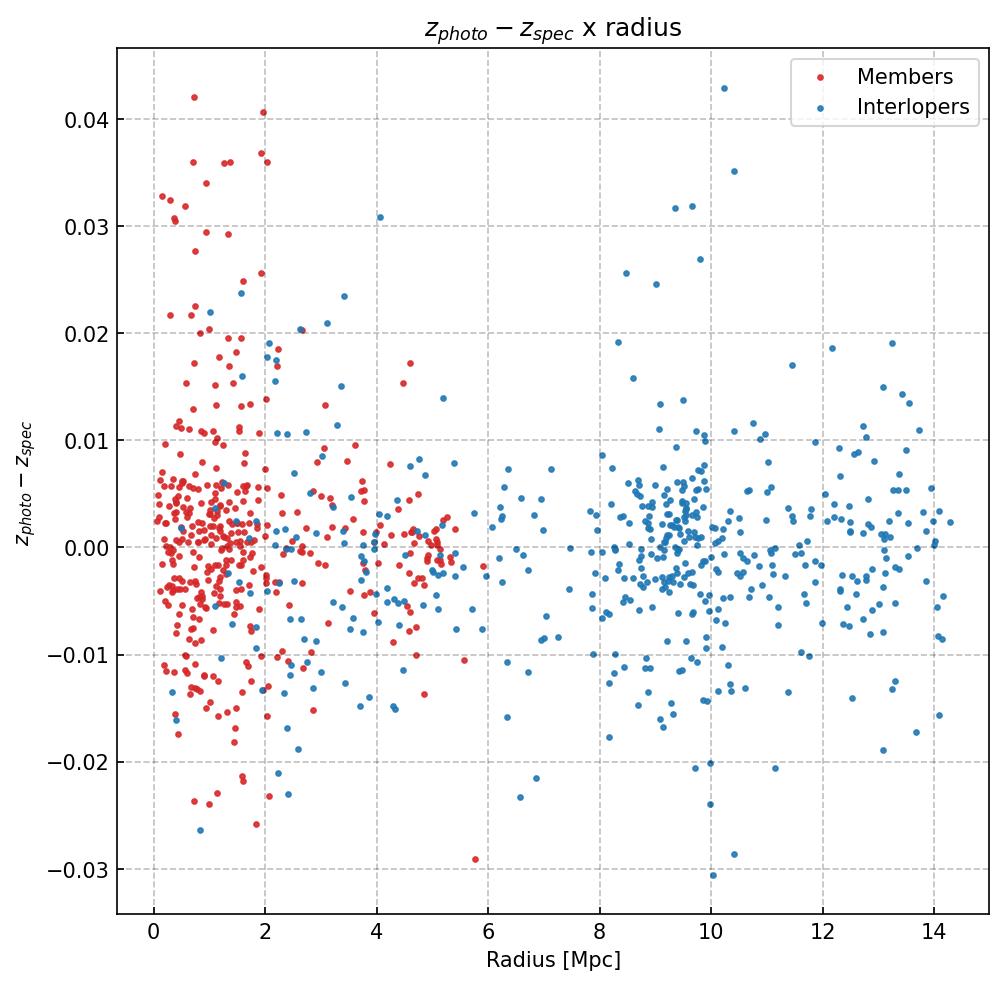 z_photo − z_spec x radius
Members
Interlopers
z_photo − z_spec
0.04
0.03
0.02
0.01
0.00
−0.01
−0.02
−0.03
0 2 4 6 8 10 12 14
Radius [Mpc]